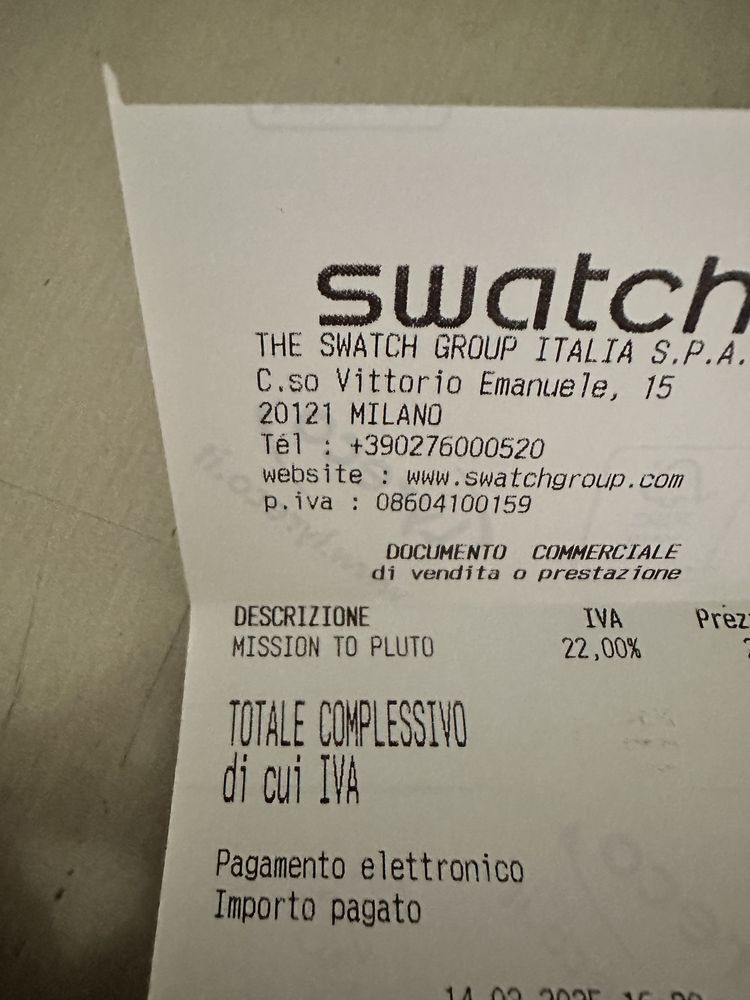 swatch
THE SWATCH GROUP ITALIA S.P.A.
C.so Vittorio Emanuele, 15
20121 MILANO
Tél : +390276000520
website : www.swatchgroup.com
p.iva : 08604100159
DOCUMENTO COMMERCIALE
di vendita o prestazione
DESCRIZIONE IVA
MISSION TO PLUTO 22,00%
TOTALE COMPLESSIVO
di cui IVA
Pagamento elettronico
Importo pagato